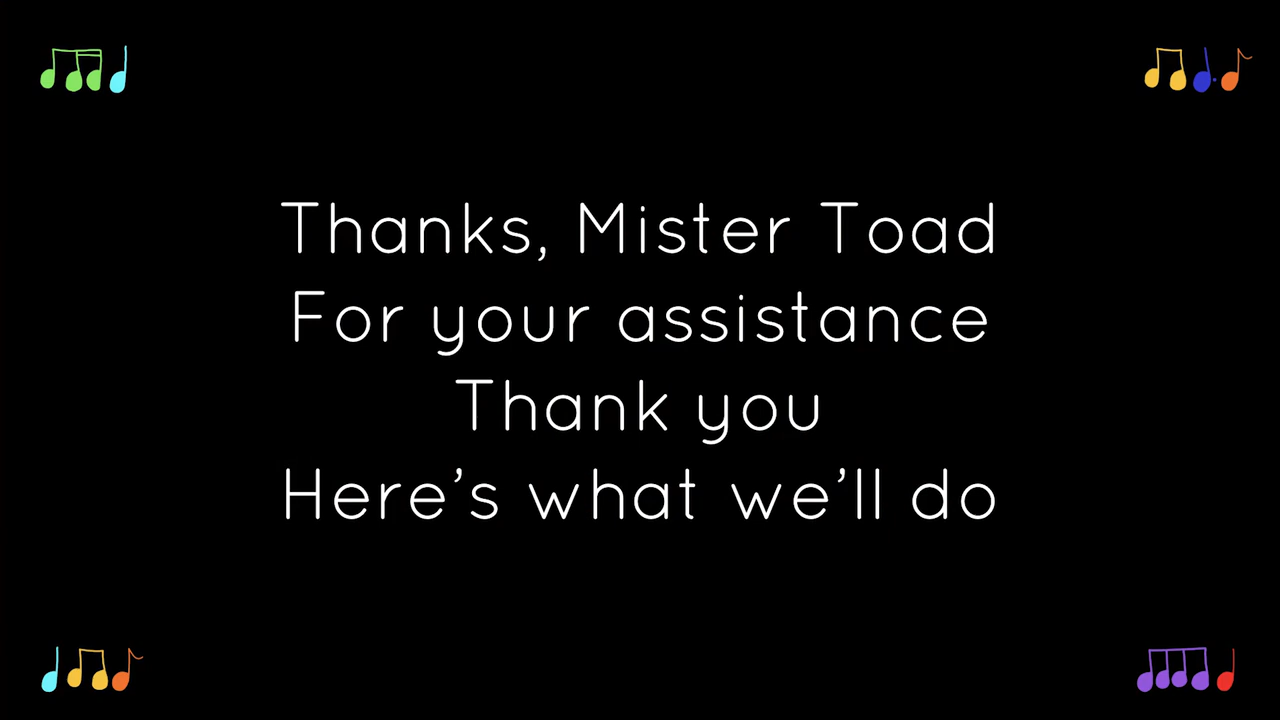 Thanks, Mister Toad
For your assistance
Thank you
Here’s what we’ll do